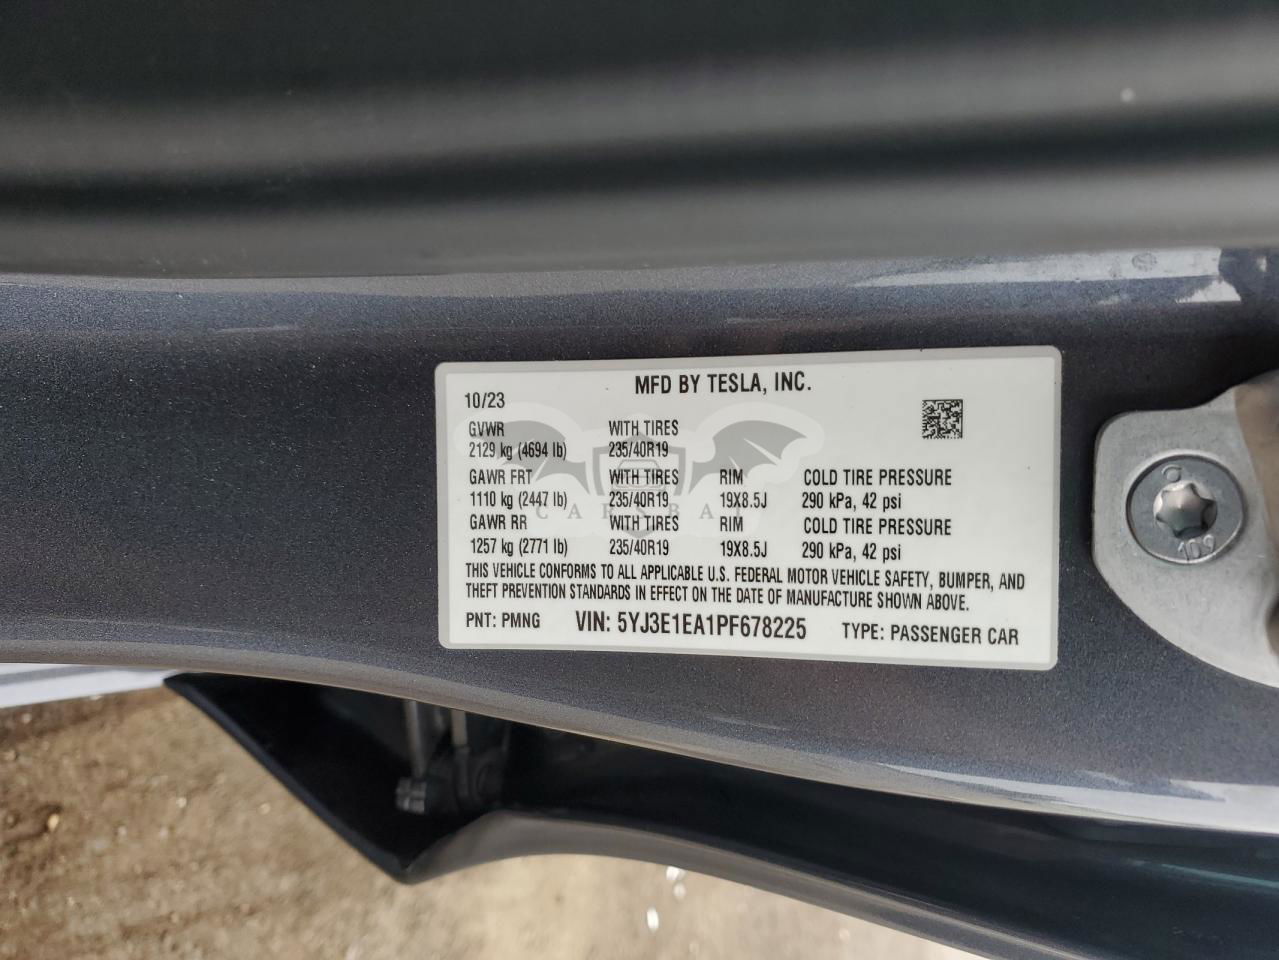 MFD BY TESLA, INC.
10/23
GVWR WITH TIRES
2129 kg (4694 lb) 235/40R19
GAWR FRT WITH TIRES RIM COLD TIRE PRESSURE
1110 kg (2447 lb) 235/40R19 19X8.5J 290 kPa, 42 psi
CARSBAT
GAWR RR WITH TIRES RIM COLD TIRE PRESSURE
1257 kg (2771 lb) 235/40R19 19X8.5J 290 kPa, 42 psi
THIS VEHICLE CONFORMS TO ALL APPLICABLE U.S. FEDERAL MOTOR VEHICLE SAFETY, BUMPER, AND
THEFT PREVENTION STANDARDS IN EFFECT ON THE DATE OF MANUFACTURE SHOWN ABOVE.
PNT: PMNG VIN: 5YJ3E1EA1PF678225 TYPE: PASSENGER CAR
10.9